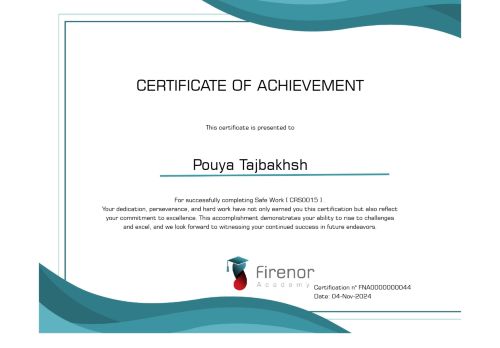 CERTIFICATE OF ACHIEVEMENT
This certificate is presented to
Pouya Tajbakhsh
For successfully completing Safe Work ( CRS0015 )
Your dedication, perseverance, and hard work have not only earned you this certification but also reflect
your commitment to excellence. This accomplishment demonstrates your ability to rise to challenges
and excel, and we look forward to witnessing your continued success in future endeavors.
Firenor
Academy
Certification n° FNA0000000044
Date: 04-Nov-2024